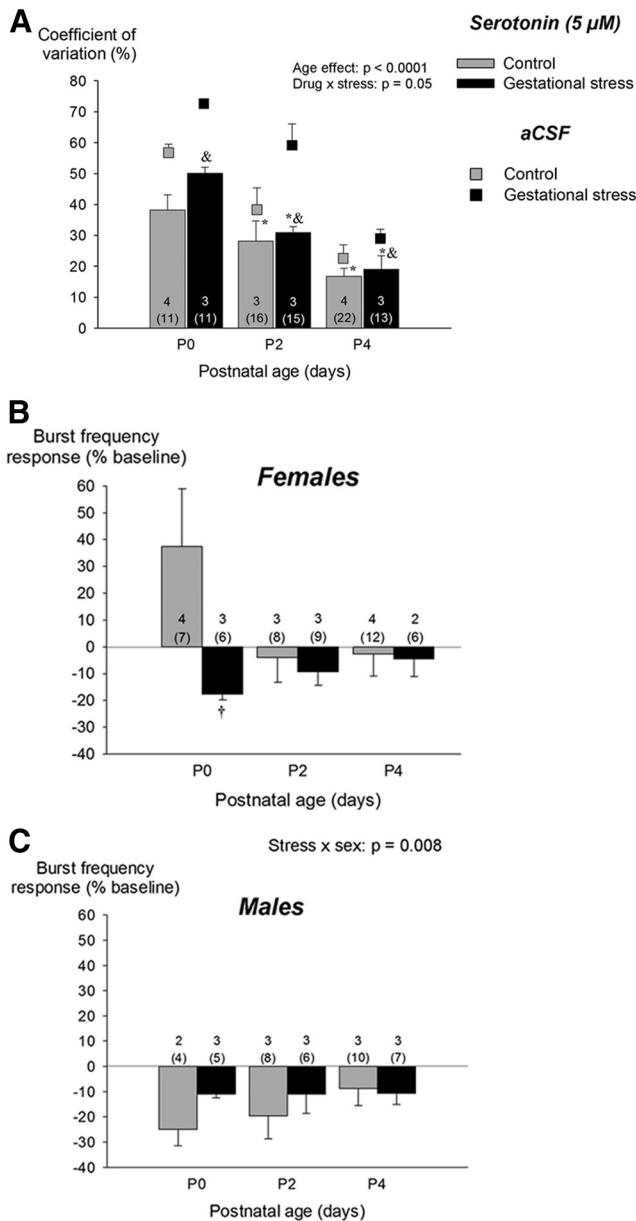 A
Coefficient of
variation (%)
Serotonin (5 µM)
Age effect: p < 0.0001
Drug x stress: p = 0.05
Control
Gestational stress
aCSF
Control
Gestational stress
80
70
60
50
40
30
20
10
0
&
* *&
* *&
4 3 3 3 4 3
(11) (11) (16) (15) (22) (13)
P0 P2 P4
Postnatal age (days)
B
Burst frequency
response (% baseline)
Females
60
50
40
30
20
10
0
-10
-20
-30
-40
4 3 3 3 4 2
(7) (6) (8) (9) (12) (6)
†
P0 P2 P4
Postnatal age (days)
C
Stress x sex: p = 0.008
Burst frequency
response (% baseline)
Males
60
50
40
30
20
10
0
-10
-20
-30
-40
2 3 3 3 3 3
(4) (5) (8) (6) (10) (7)
P0 P2 P4
Postnatal age (days)